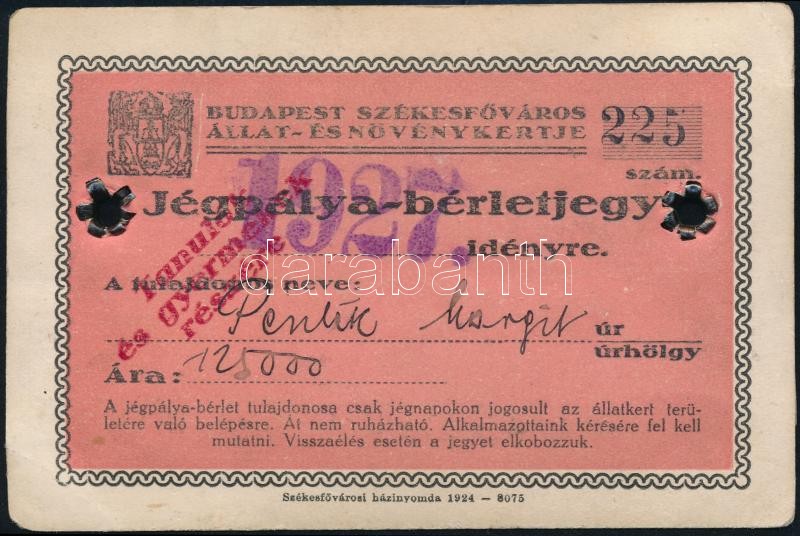 BUDAPEST SZÉKESFŐVÁROS
ÁLLAT- ÉS NÖVÉNYKERTJE
225
szám.
1927.
Jégpálya-bérletjegy
idényre.
Tanulók
és gyermekek
részére
darabanth
A tulajdonos neve:
Margit úr
úrhölgy
Ára: 125000
A jégpálya-bérlet tulajdonosa csak jégnapokon jogosult az állatkert terü-
letére való belépésre. Át nem ruházható. Alkalmazottaink kérésére fel kell
mutatni. Visszaélés esetén a jegyet elkobozzuk.
Székesfővárosi házinyomda 1924 — 8075